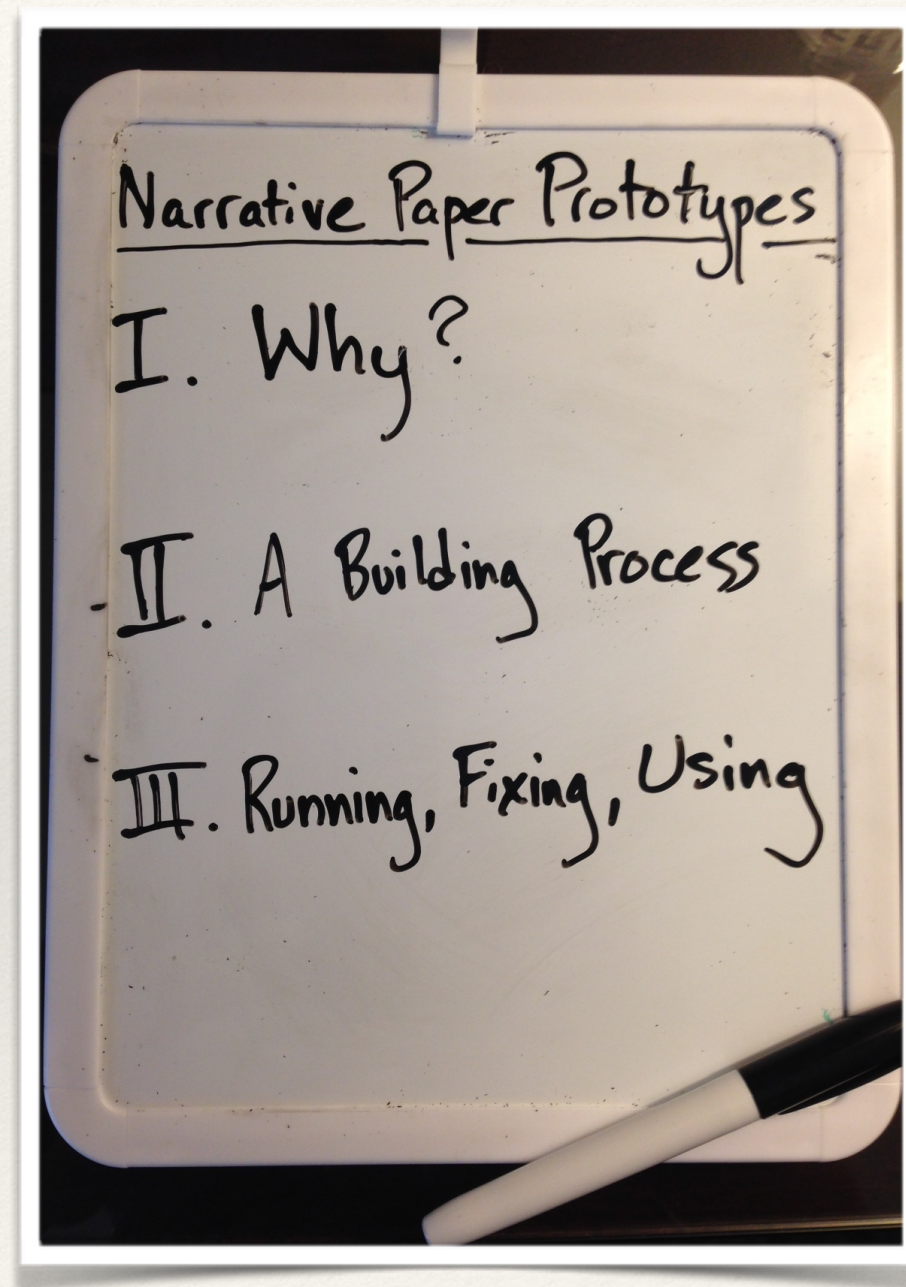 Narrative Paper Prototypes
I. Why?
II. A Building Process
III. Running, Fixing, Using